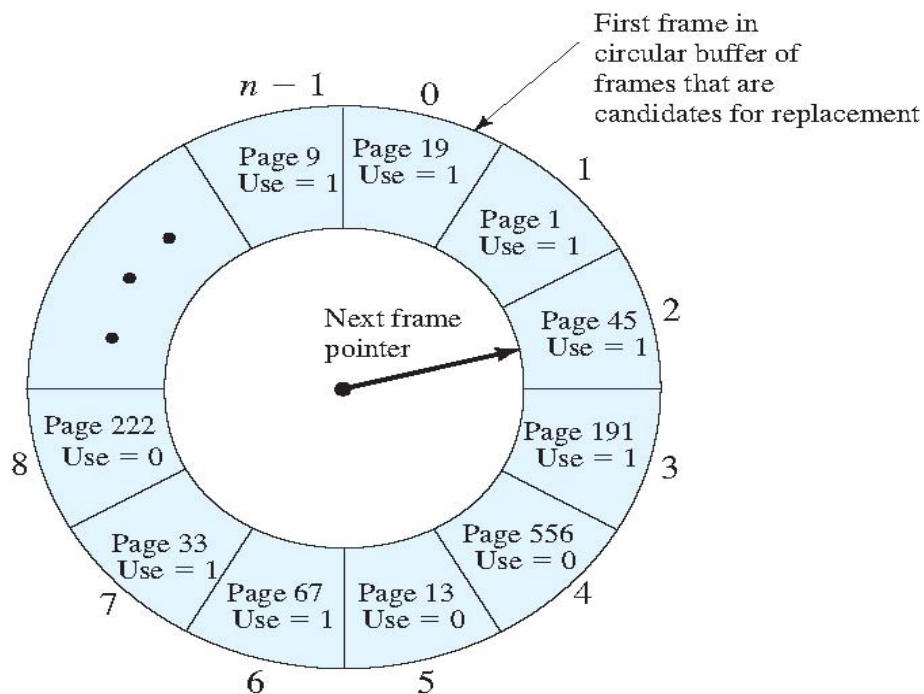 First frame in
circular buffer of
frames that are
candidates for replacement
n − 1
0
Page 9
Use = 1
Page 19
Use = 1
1
Page 1
Use = 1
2
Page 45
Use = 1
Next frame
pointer
3
Page 191
Use = 1
4
Page 556
Use = 0
5
Page 13
Use = 0
6
Page 67
Use = 1
7
Page 33
Use = 1
8
Page 222
Use = 0